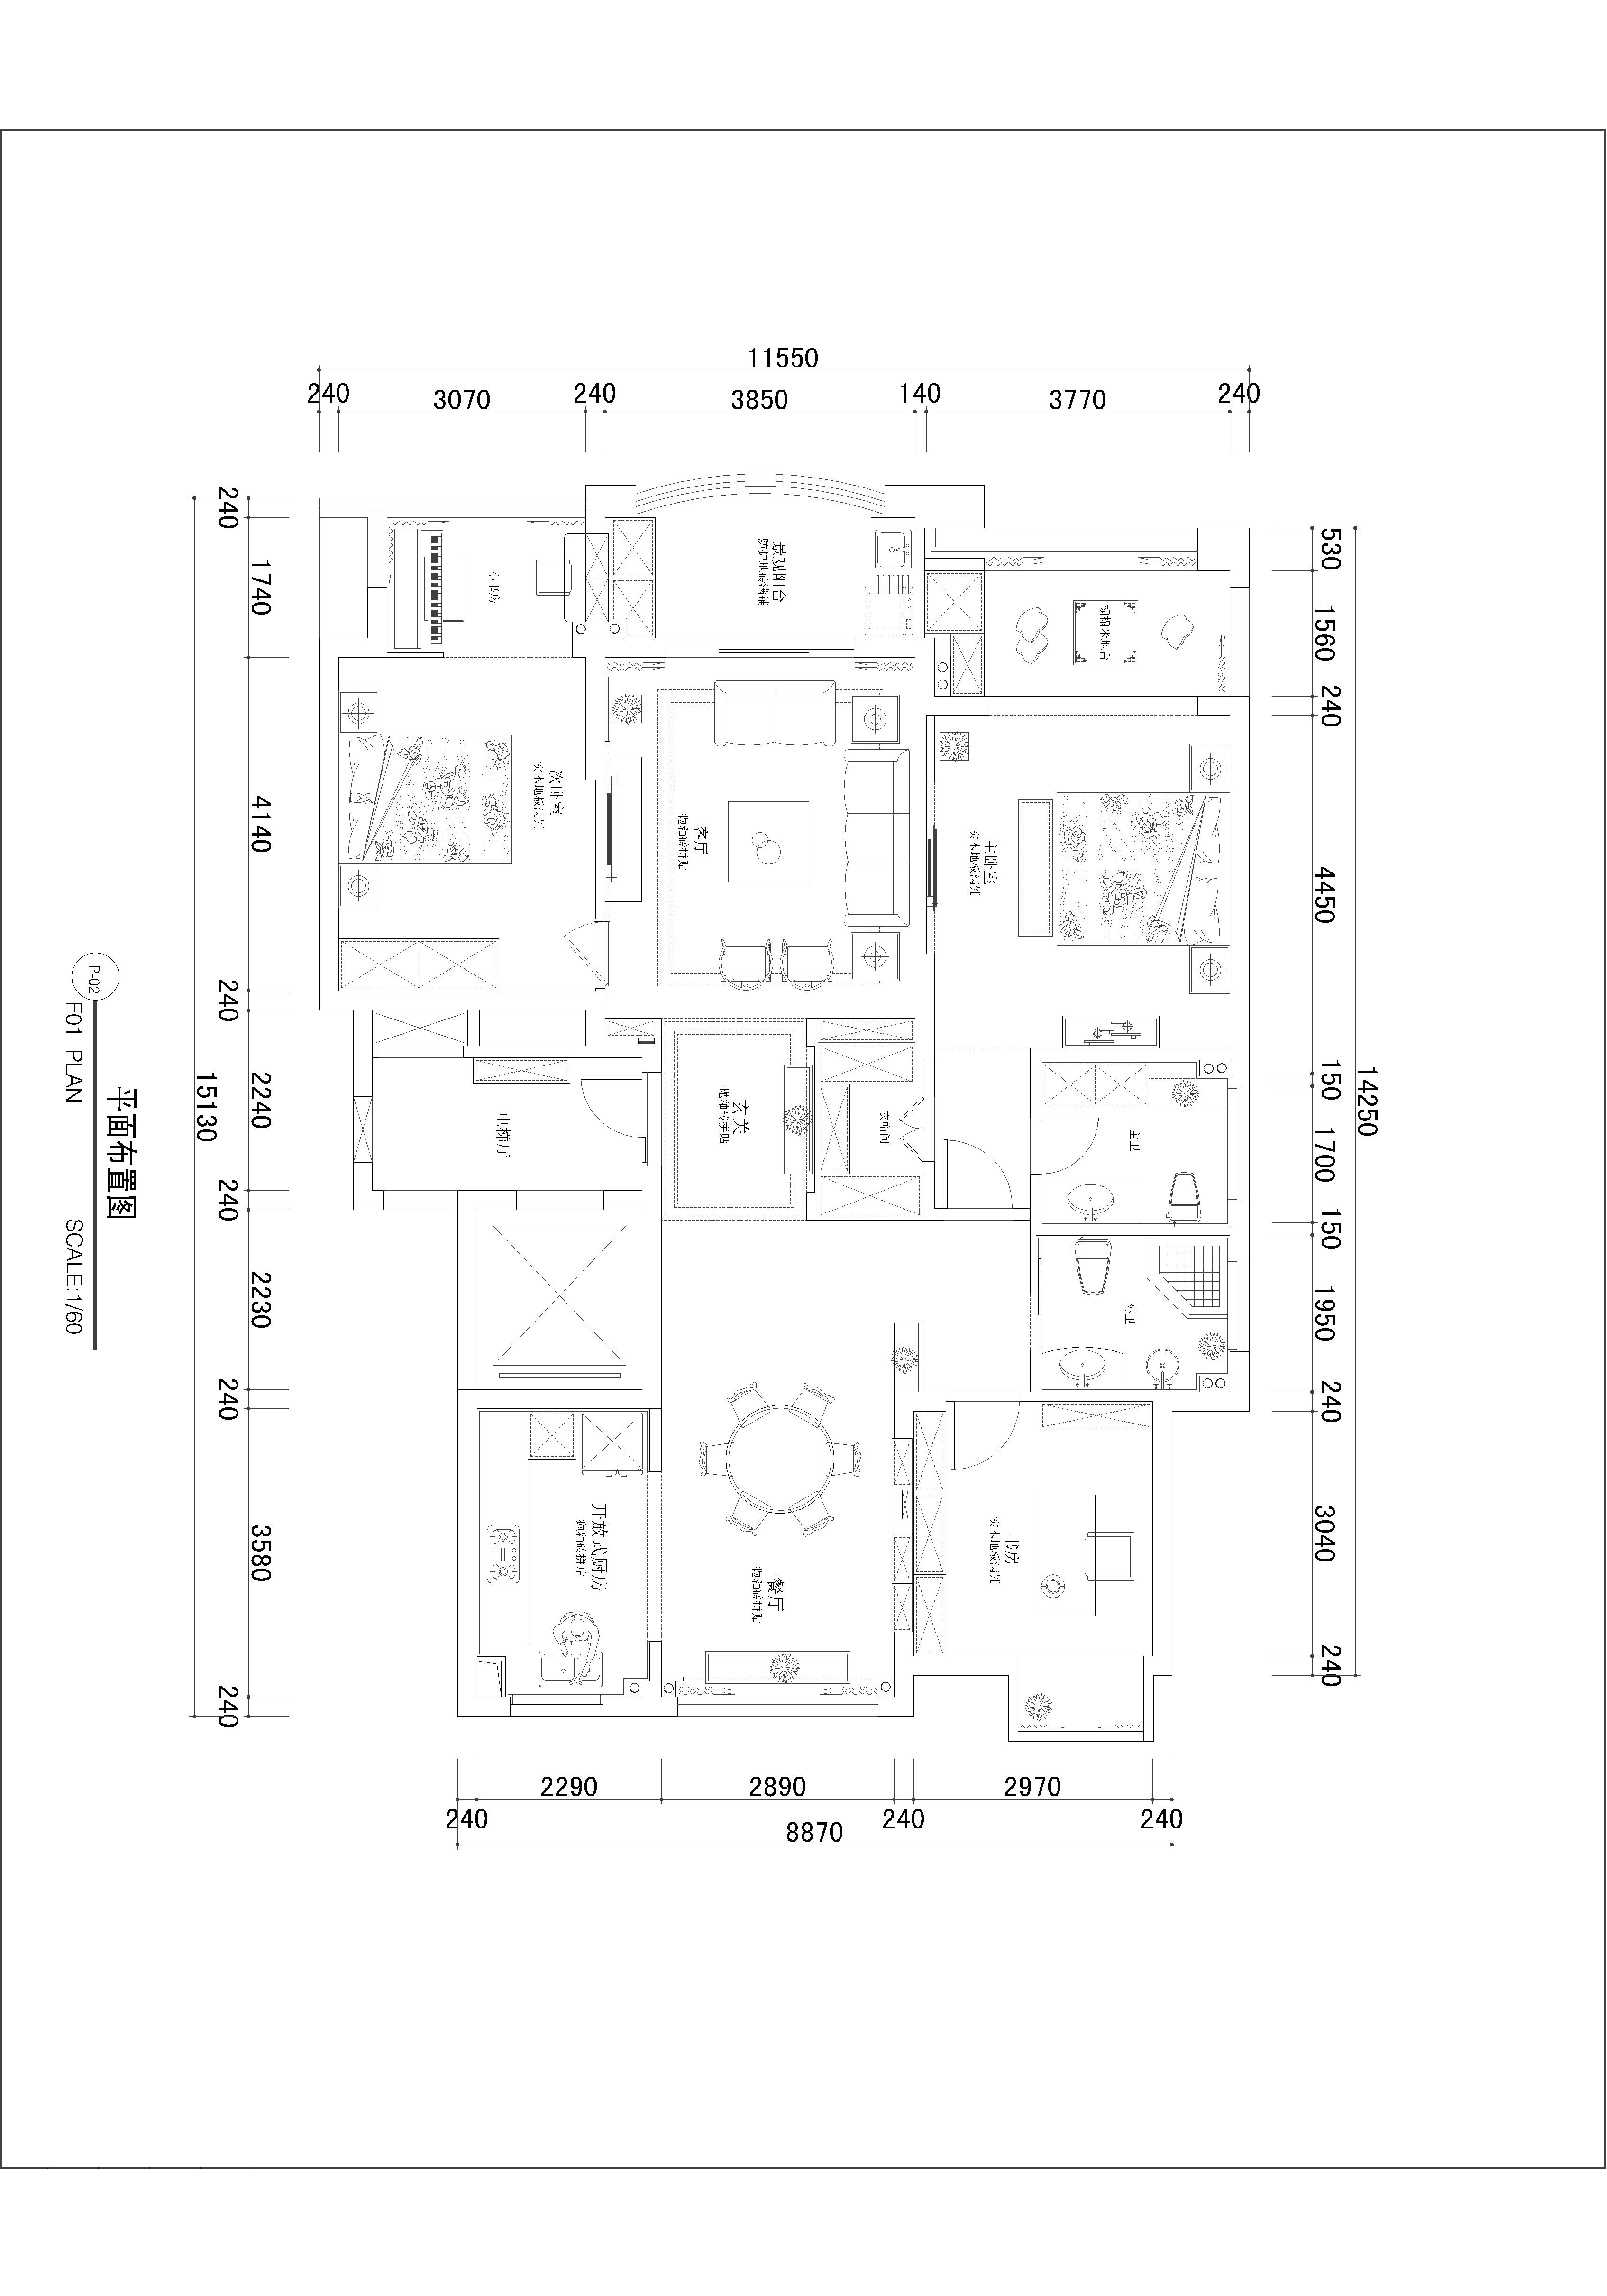 11550
240
3070
240
3850
140
3770
240
240
1740
4140
240
2240
240
2230
240
3580
240
15130
530
1560
240
4450
150
1700
150
1950
240
3040
240
14250
小书房
景观阳台
防护地砖满铺
榻榻米地台
次卧室
实木地板满铺
客厅
抛釉砖拼贴
主卧室
实木地板满铺
电梯厅
玄关
抛釉砖拼贴
衣帽间
主卫
外卫
开放式厨房
抛釉砖拼贴
餐厅
抛釉砖拼贴
书房
实木地板满铺
2290
2890
2970
240
240
240
8870
平面布置图
P-02
F01 PLAN
SCALE:1/60